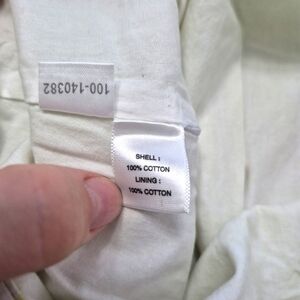 100-140382
SHELL :
100% COTTON
LINING :
100% COTTON